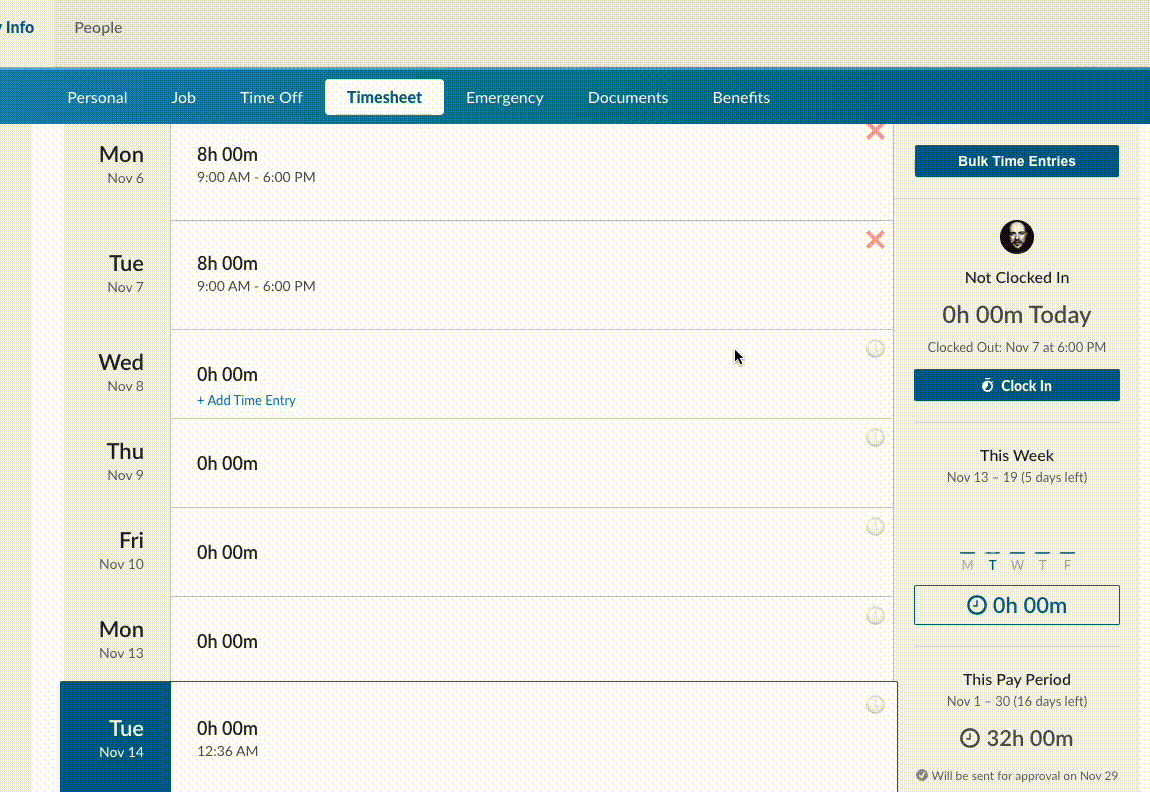 Info
People
Personal Job Time Off Timesheet Emergency Documents Benefits
Mon
Nov 6
8h 00m
9:00 AM - 6:00 PM
Tue
Nov 7
8h 00m
9:00 AM - 6:00 PM
Wed
Nov 8
0h 00m
+ Add Time Entry
Thu
Nov 9
0h 00m
Fri
Nov 10
0h 00m
Mon
Nov 13
0h 00m
Tue
Nov 14
0h 00m
12:36 AM
Bulk Time Entries
Not Clocked In
0h 00m Today
Clocked Out: Nov 7 at 6:00 PM
Clock In
This Week
Nov 13 – 19 (5 days left)
M T W T F
0h 00m
This Pay Period
Nov 1 – 30 (16 days left)
32h 00m
Will be sent for approval on Nov 29